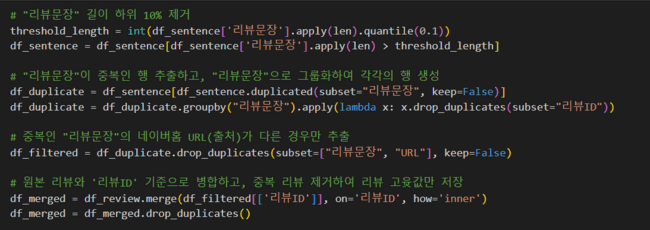 # "리뷰문장" 길이 하위 10% 제거
threshold_length = int(df_sentence['리뷰문장'].apply(len).quantile(0.1))
df_sentence = df_sentence[df_sentence['리뷰문장'].apply(len) > threshold_length]
# "리뷰문장"이 중복인 행 추출하고, "리뷰문장"으로 그룹화하여 각각의 행 생성
df_duplicate = df_sentence[df_sentence.duplicated(subset="리뷰문장", keep=False)]
df_duplicate = df_duplicate.groupby("리뷰문장").apply(lambda x: x.drop_duplicates(subset="리뷰ID"))
# 중복인 "리뷰문장"의 네이버홈 URL(출처)가 다른 경우만 추출
df_filtered = df_duplicate.drop_duplicates(subset=["리뷰문장", "URL"], keep=False)
# 원본 리뷰와 '리뷰ID' 기준으로 병합하고, 중복 리뷰 제거하여 리뷰 고윳값만 저장
df_merged = df_review.merge(df_filtered[['리뷰ID']], on='리뷰ID', how='inner')
df_merged = df_merged.drop_duplicates()